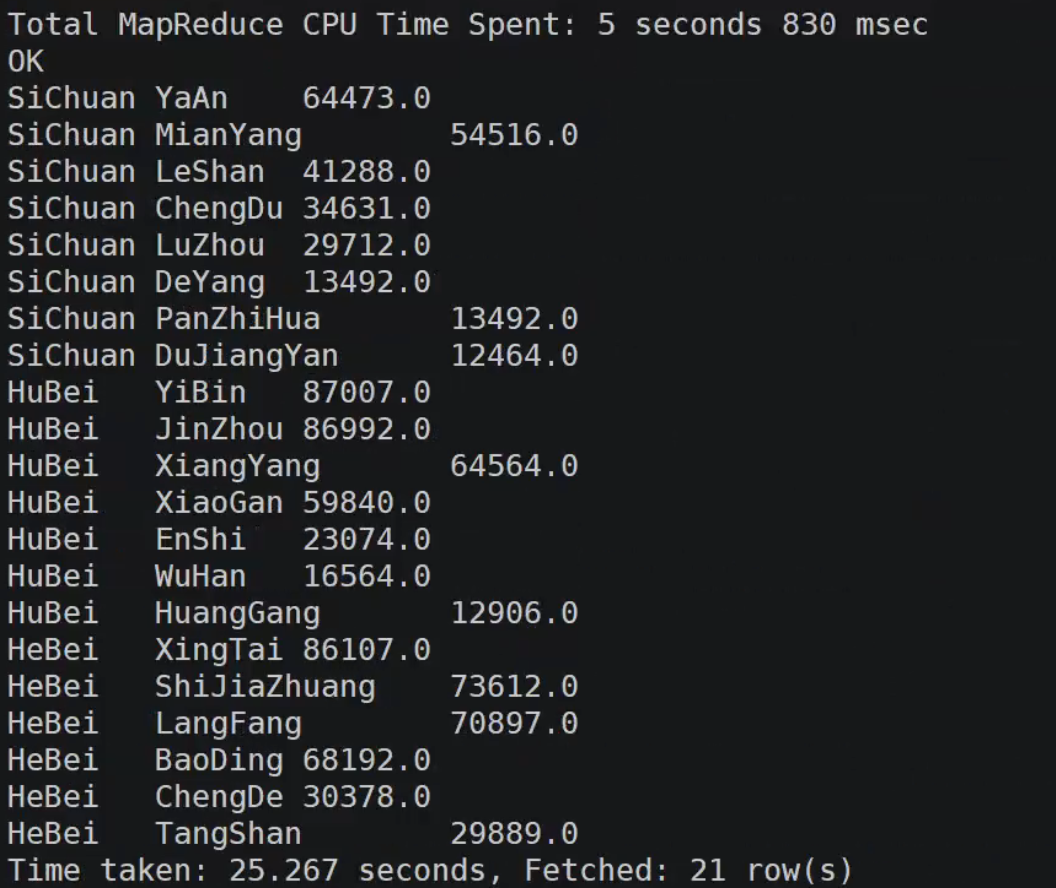 Total MapReduce CPU Time Spent: 5 seconds 830 msec
OK
SiChuan YaAn    64473.0
SiChuan MianYang        54516.0
SiChuan LeShan  41288.0
SiChuan ChengDu 34631.0
SiChuan LuZhou  29712.0
SiChuan DeYang  13492.0
SiChuan PanZhiHua       13492.0
SiChuan DuJiangYan      12464.0
HuBei   YiBin   87007.0
HuBei   JinZhou 86992.0
HuBei   XiangYang       64564.0
HuBei   XiaoGan 59840.0
HuBei   EnShi   23074.0
HuBei   WuHan   16564.0
HuBei   HuangGang       12906.0
HeBei   XingTai 86107.0
HeBei   ShiJiaZhuang    73612.0
HeBei   LangFang        70897.0
HeBei   BaoDing 68192.0
HeBei   ChengDe 30378.0
HeBei   TangShan        29889.0
Time taken: 25.267 seconds, Fetched: 21 row(s)